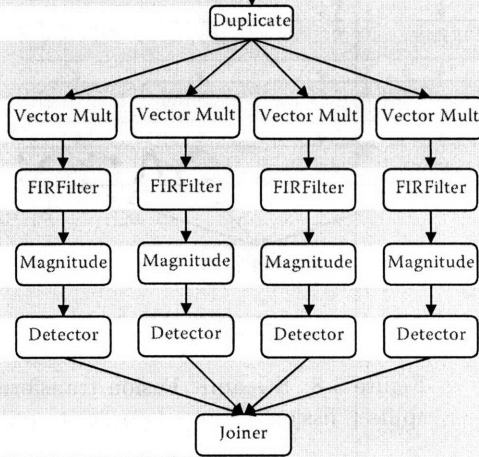 Duplicate
Vector Mult Vector Mult Vector Mult Vector Mult
FIRFilter FIRFilter FIRFilter FIRFilter
Magnitude Magnitude Magnitude Magnitude
Detector Detector Detector Detector
Joiner